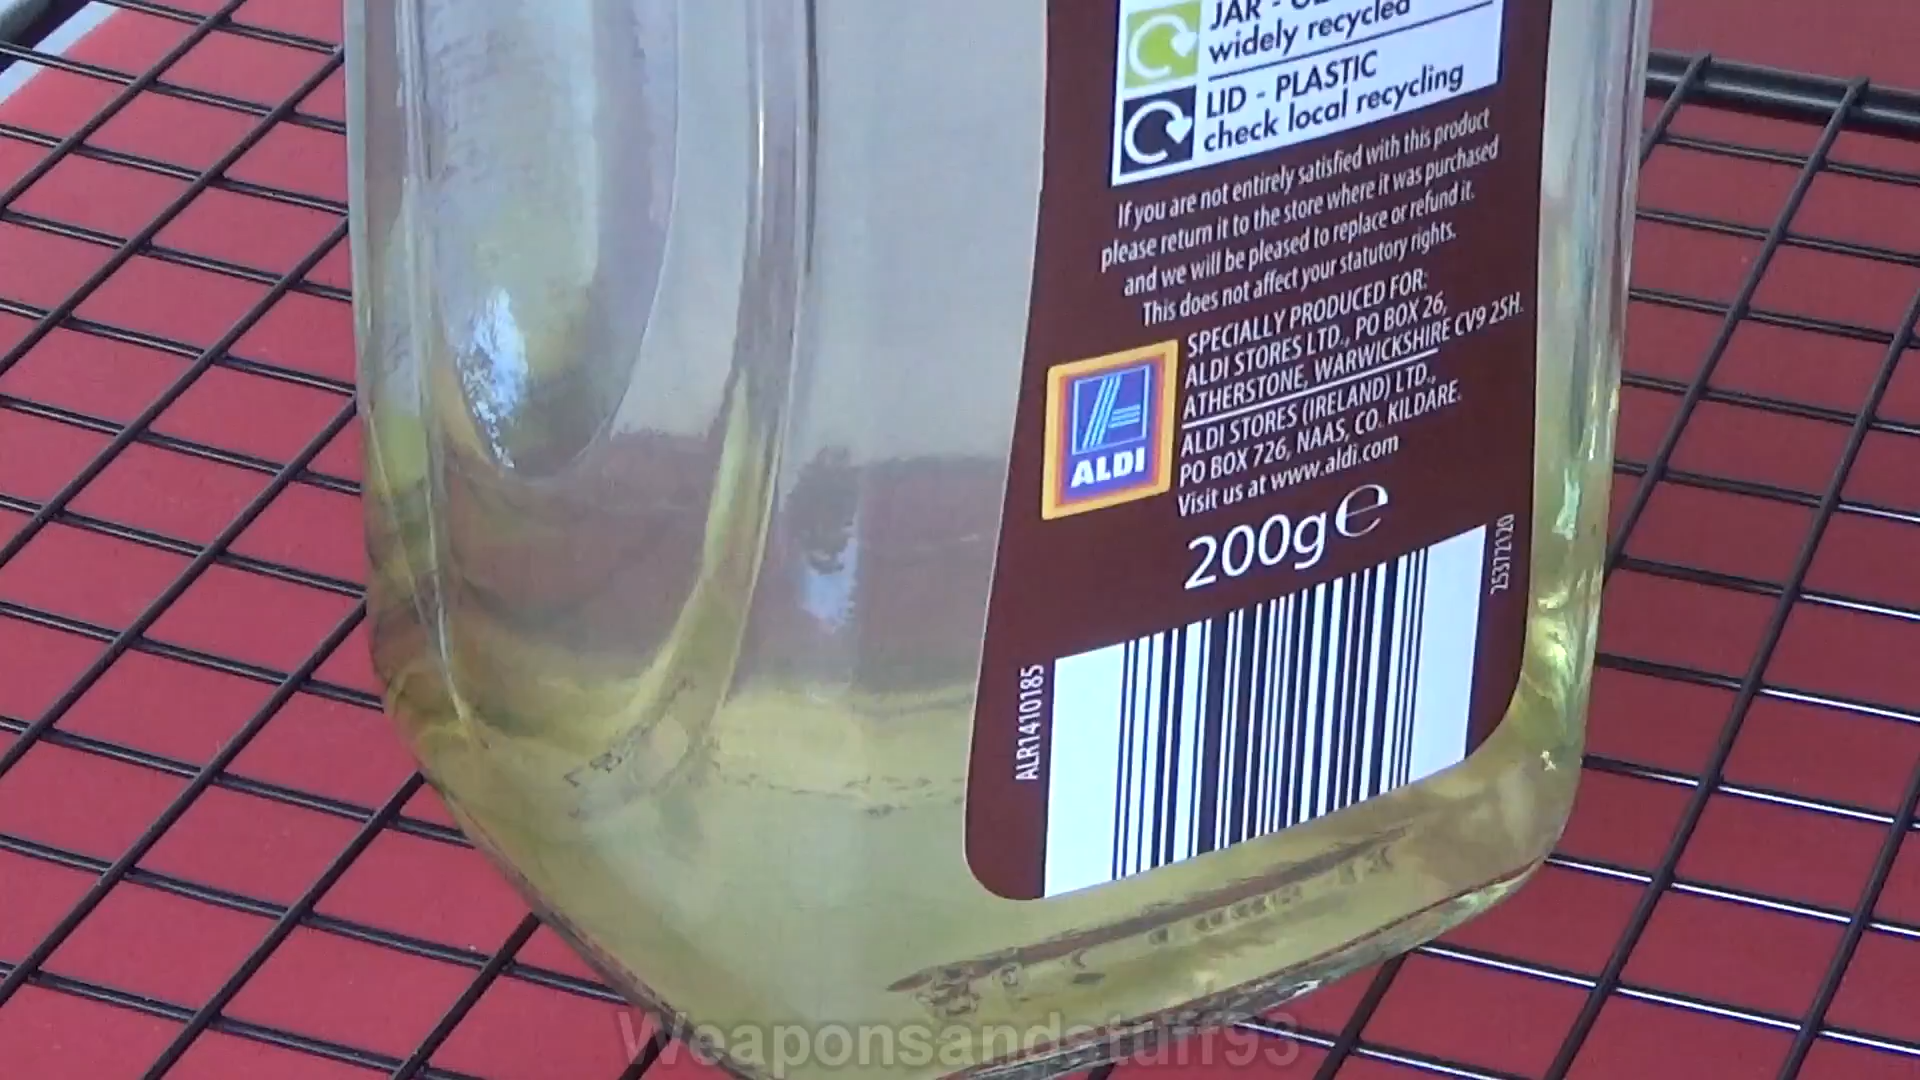 JAR -
widely recycled
LID - PLASTIC
check local recycling
If you are not entirely satisfied with this product
please return it to the store where it was purchased
and we will be pleased to replace or refund it.
This does not affect your statutory rights.
SPECIALLY PRODUCED FOR:
ALDI STORES LTD., PO BOX 26,
ATHERSTONE, WARWICKSHIRE CV9 2SH.
ALDI STORES (IRELAND) LTD.,
PO BOX 726, NAAS, CO. KILDARE.
Visit us at www.aldi.com
ALDI
200g e
25372120
ALR1410185
Weaponsandstuff93